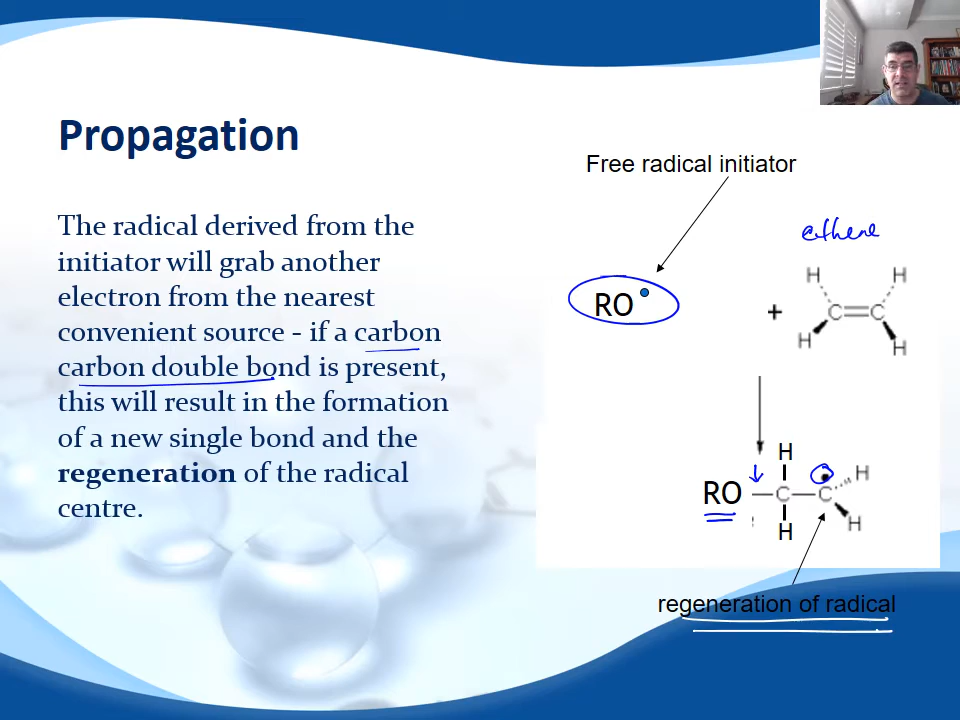 Propagation
The radical derived from the
initiator will grab another
electron from the nearest
convenient source - if a carbon
carbon double bond is present,
this will result in the formation
of a new single bond and the
regeneration of the radical
centre.
Free radical initiator
ethene
RO + H H C C H H
H
RO C C H
H H
regeneration of radical